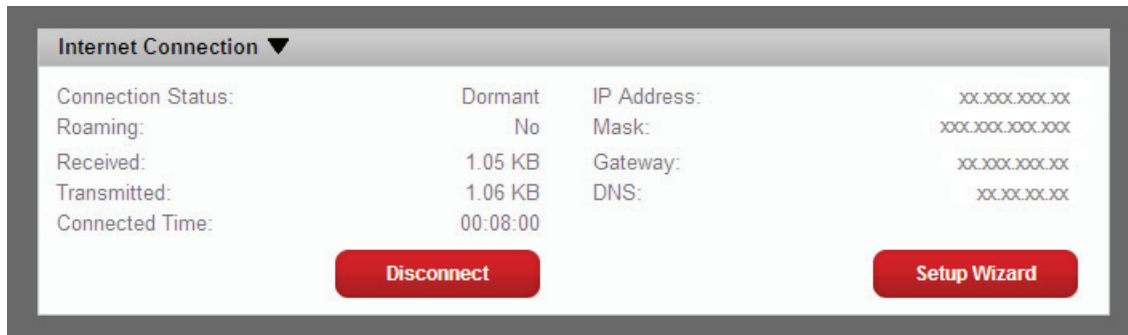 Internet Connection ▼
Connection Status: Dormant IP Address: xx.xxx.xxx.xx
Roaming: No Mask: xxx.xxx.xxx.xxx
Received: 1.05 KB Gateway: xx.xxx.xxx.xx
Transmitted: 1.06 KB DNS: xx.xx.xx.xx
Connected Time: 00:08:00
Disconnect Setup Wizard